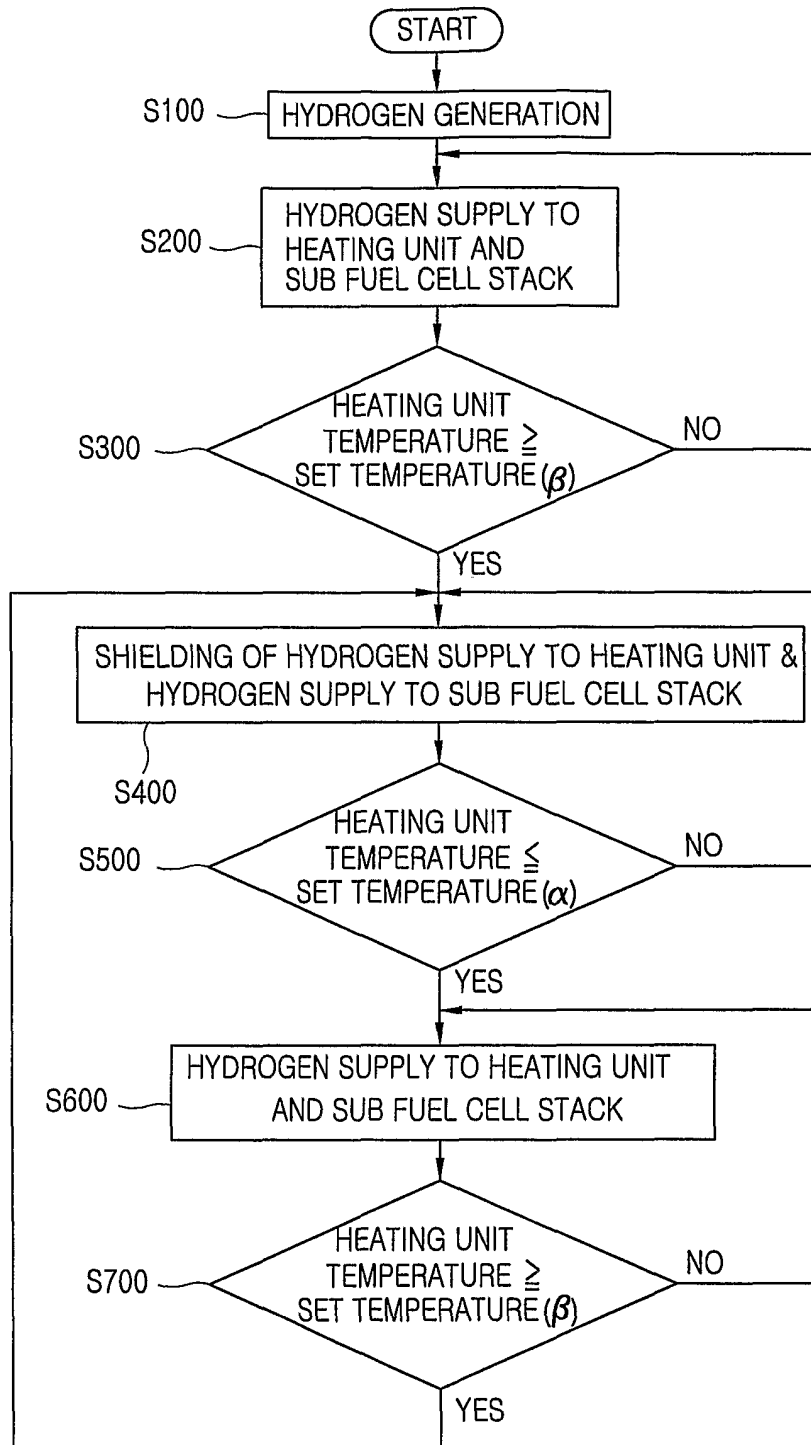 START
S100
HYDROGEN GENERATION
S200
HYDROGEN SUPPLY TO
HEATING UNIT AND
SUB FUEL CELL STACK
S300
HEATING UNIT
TEMPERATURE ≧
SET TEMPERATURE(β)
NO
YES
SHIELDING OF HYDROGEN SUPPLY TO HEATING UNIT &
HYDROGEN SUPPLY TO SUB FUEL CELL STACK
S400
S500
HEATING UNIT
TEMPERATURE ≦
SET TEMPERATURE(α)
NO
YES
S600
HYDROGEN SUPPLY TO HEATING UNIT
AND SUB FUEL CELL STACK
S700
HEATING UNIT
TEMPERATURE ≧
SET TEMPERATURE(β)
NO
YES